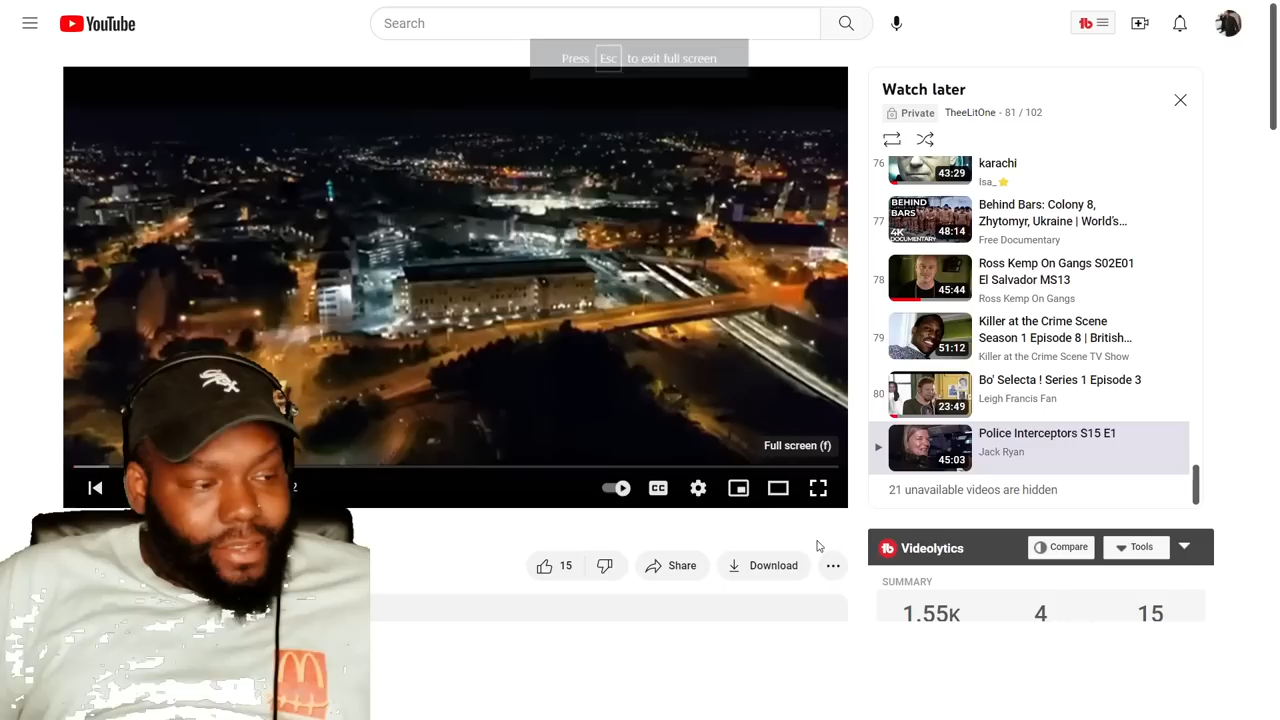 YouTube
Search
Press Esc to exit full screen
Watch later
Private
TheeLitOne - 81 / 102
76
karachi
Isa_⭐
43:29
77
BEHIND
BARS
4K
DOCUMENTARY
48:14
Behind Bars: Colony 8,
Zhytomyr, Ukraine | World's...
Free Documentary
78
45:44
Ross Kemp On Gangs S02E01
El Salvador MS13
Ross Kemp On Gangs
79
51:12
Killer at the Crime Scene
Season 1 Episode 8 | British...
Killer at the Crime Scene TV Show
80
23:49
Bo' Selecta ! Series 1 Episode 3
Leigh Francis Fan
45:03
Police Interceptors S15 E1
Jack Ryan
21 unavailable videos are hidden
Full screen (f)
2
CC
15
Share
Download
tb Videolytics
Compare
Tools
SUMMARY
1.55K
4
15